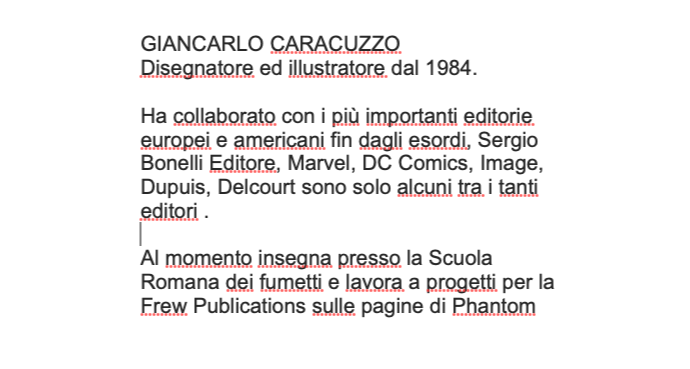 GIANCARLO CARACUZZO
Disegnatore ed illustratore dal 1984.
Ha collaborato con i più importanti editorie
europei e americani fin dagli esordi, Sergio
Bonelli Editore, Marvel, DC Comics, Image,
Dupuis, Delcourt sono solo alcuni tra i tanti
editori .
Al momento insegna presso la Scuola
Romana dei fumetti e lavora a progetti per la
Frew Publications sulle pagine di Phantom